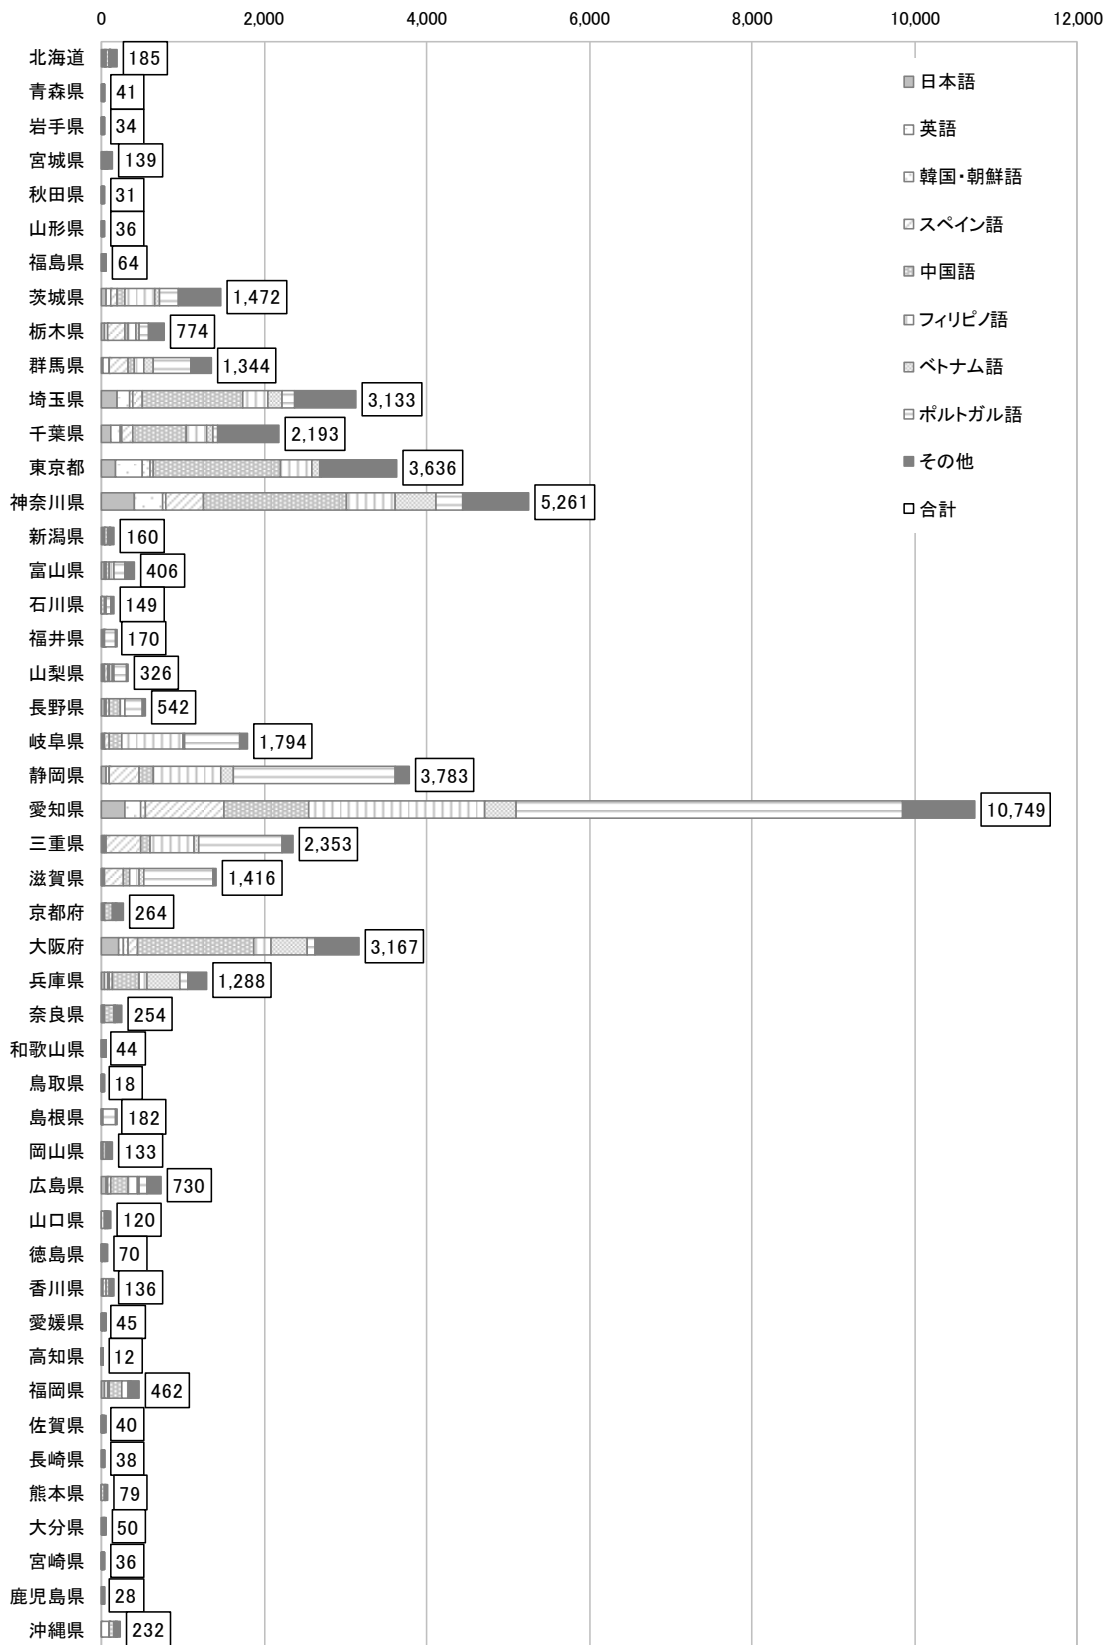 0 2,000 4,000 6,000 8,000 10,000 12,000
北海道 185
青森県 41
岩手県 34
宮城県 139
秋田県 31
山形県 36
福島県 64
茨城県 1,472
栃木県 774
群馬県 1,344
埼玉県 3,133
千葉県 2,193
東京都 3,636
神奈川県 5,261
新潟県 160
富山県 406
石川県 149
福井県 170
山梨県 326
長野県 542
岐阜県 1,794
静岡県 3,783
愛知県 10,749
三重県 2,353
滋賀県 1,416
京都府 264
大阪府 3,167
兵庫県 1,288
奈良県 254
和歌山県 44
鳥取県 18
島根県 182
岡山県 133
広島県 730
山口県 120
徳島県 70
香川県 136
愛媛県 45
高知県 12
福岡県 462
佐賀県 40
長崎県 38
熊本県 79
大分県 50
宮崎県 36
鹿児島県 28
沖縄県 232
日本語
英語
韓国・朝鮮語
スペイン語
中国語
フィリピノ語
ベトナム語
ポルトガル語
その他
合計